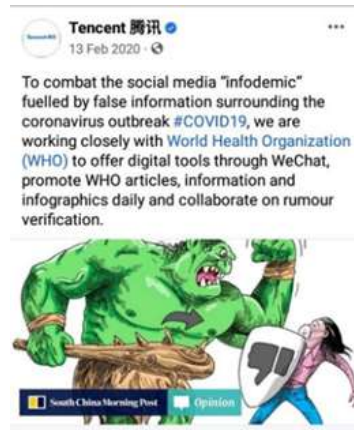 Tencent 腾讯
13 Feb 2020
To combat the social media "infodemic"
fuelled by false information surrounding the
coronavirus outbreak #COVID19, we are
working closely with World Health Organization
(WHO) to offer digital tools through WeChat,
promote WHO articles, information and
infographics daily and collaborate on rumour
verification.
South China Morning Post
Opinion